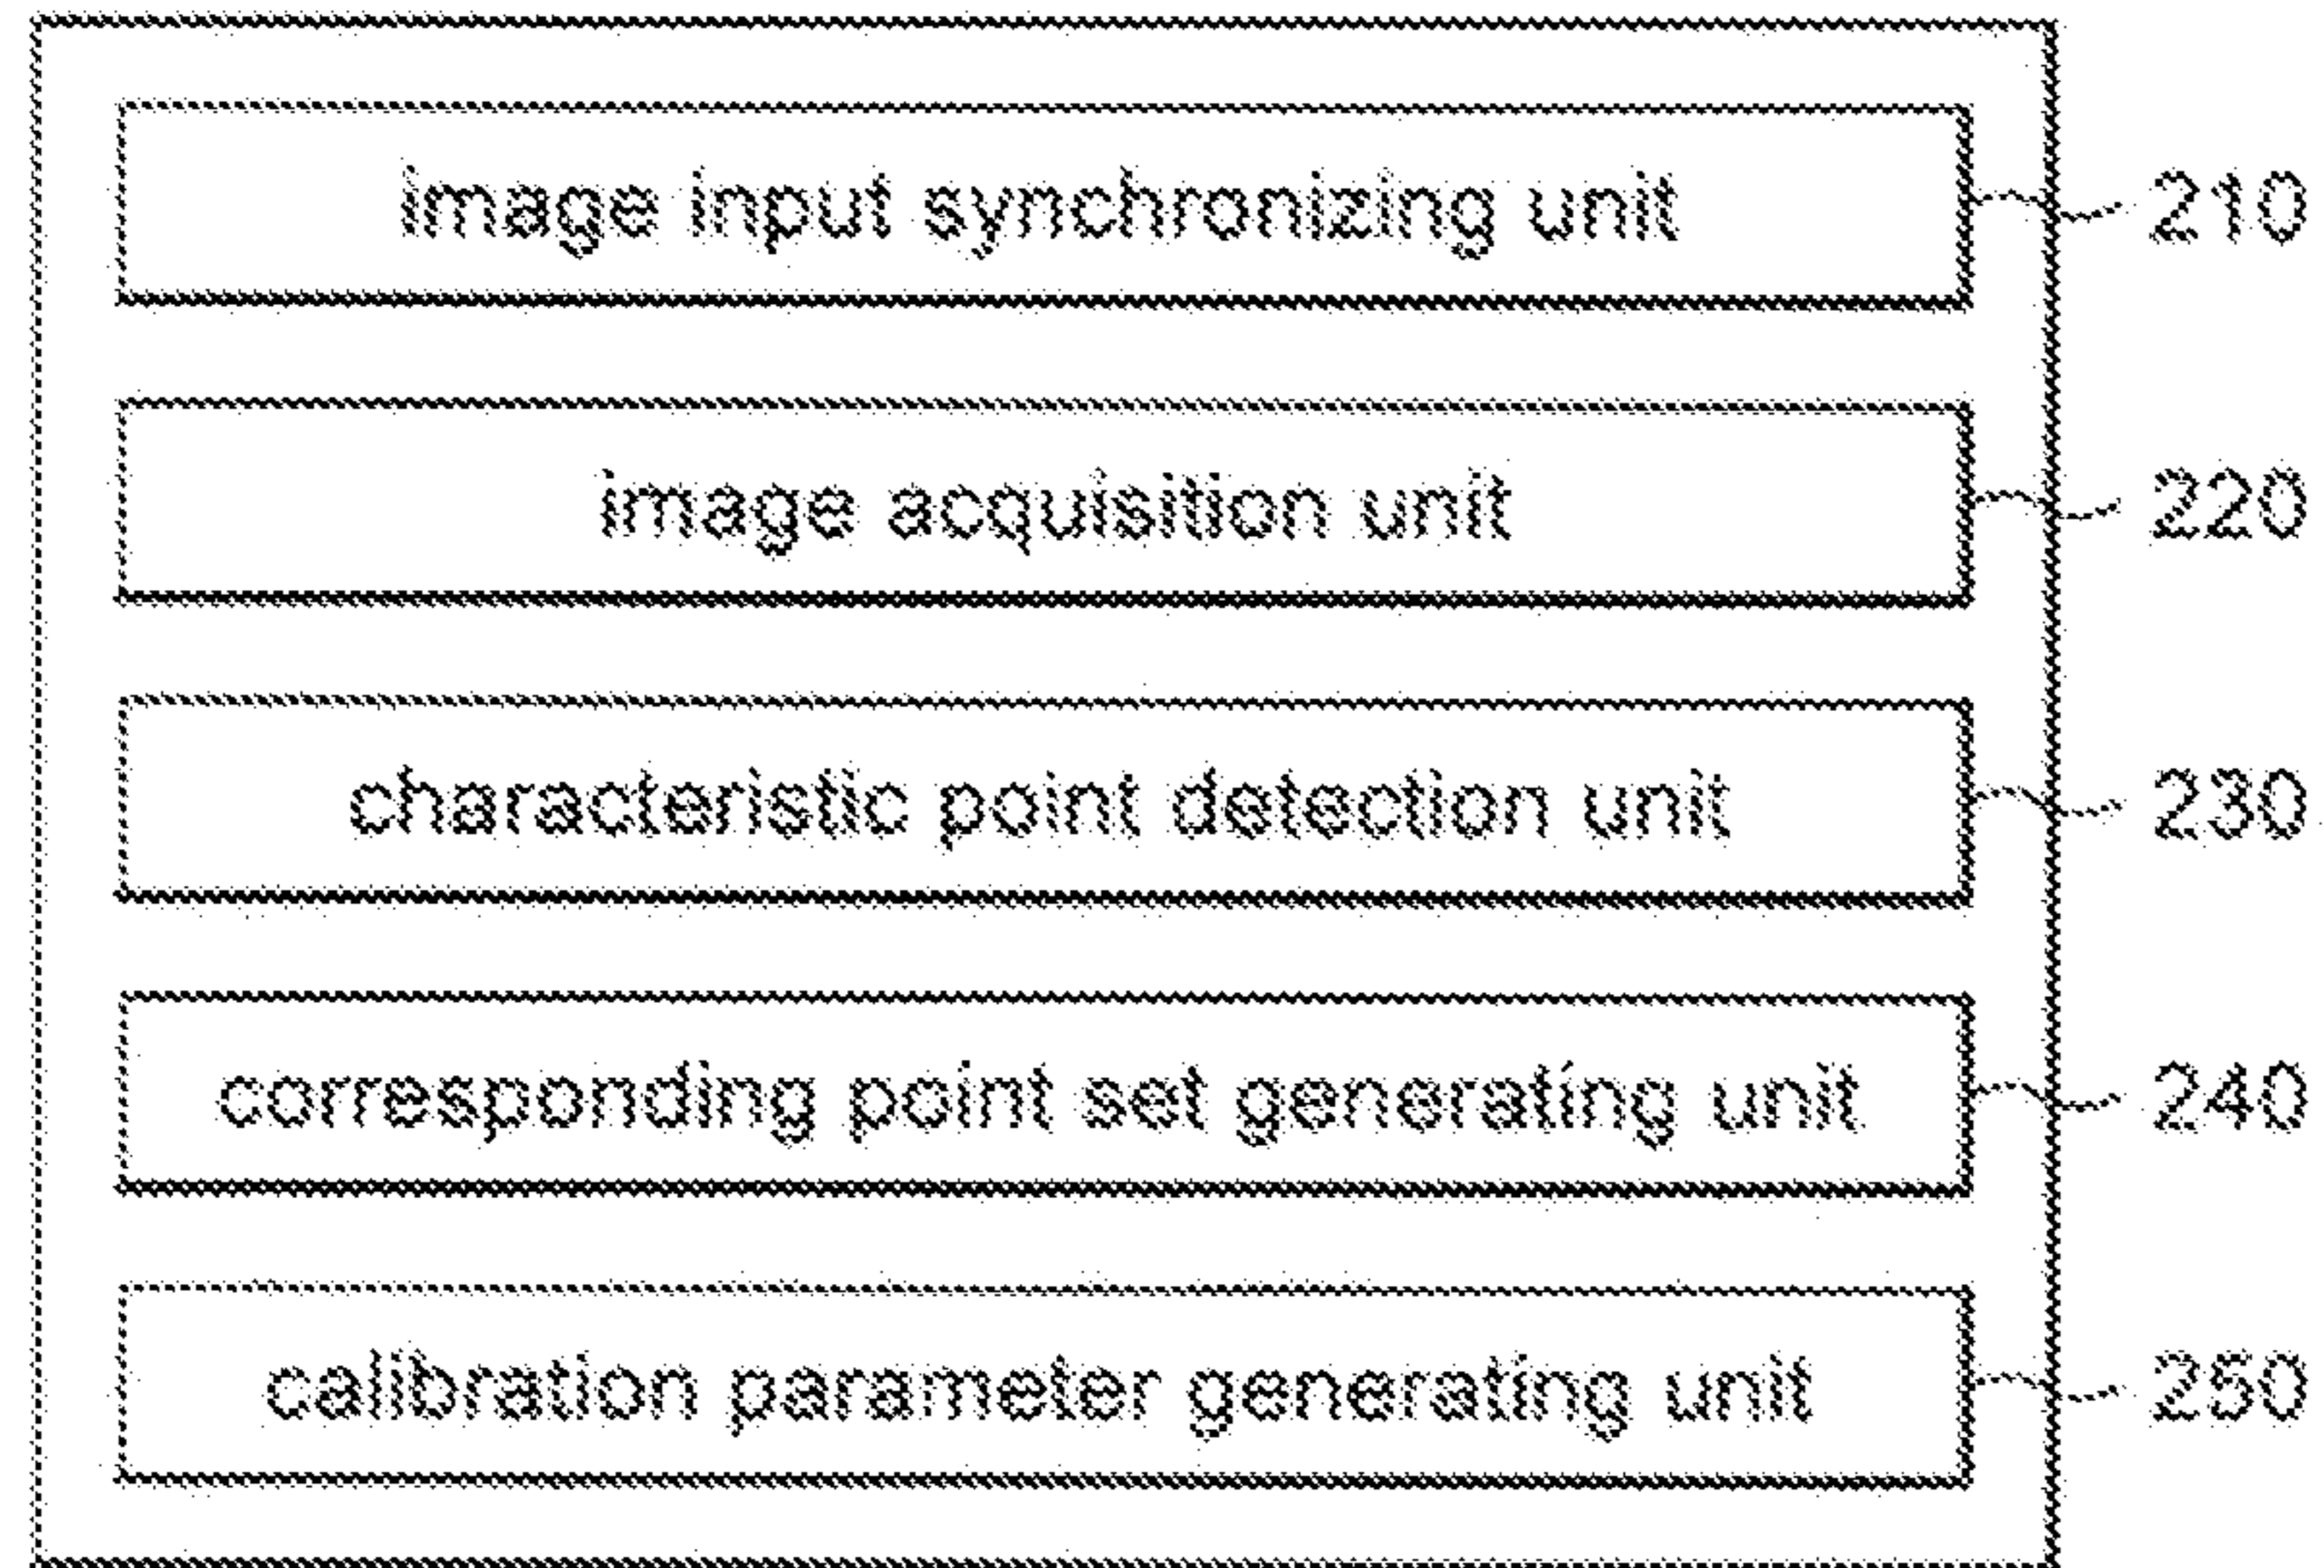 image input synchronizing unit 210
image acquisition unit 220
characteristic point detection unit 230
corresponding point set generating unit 240
calibration parameter generating unit 250